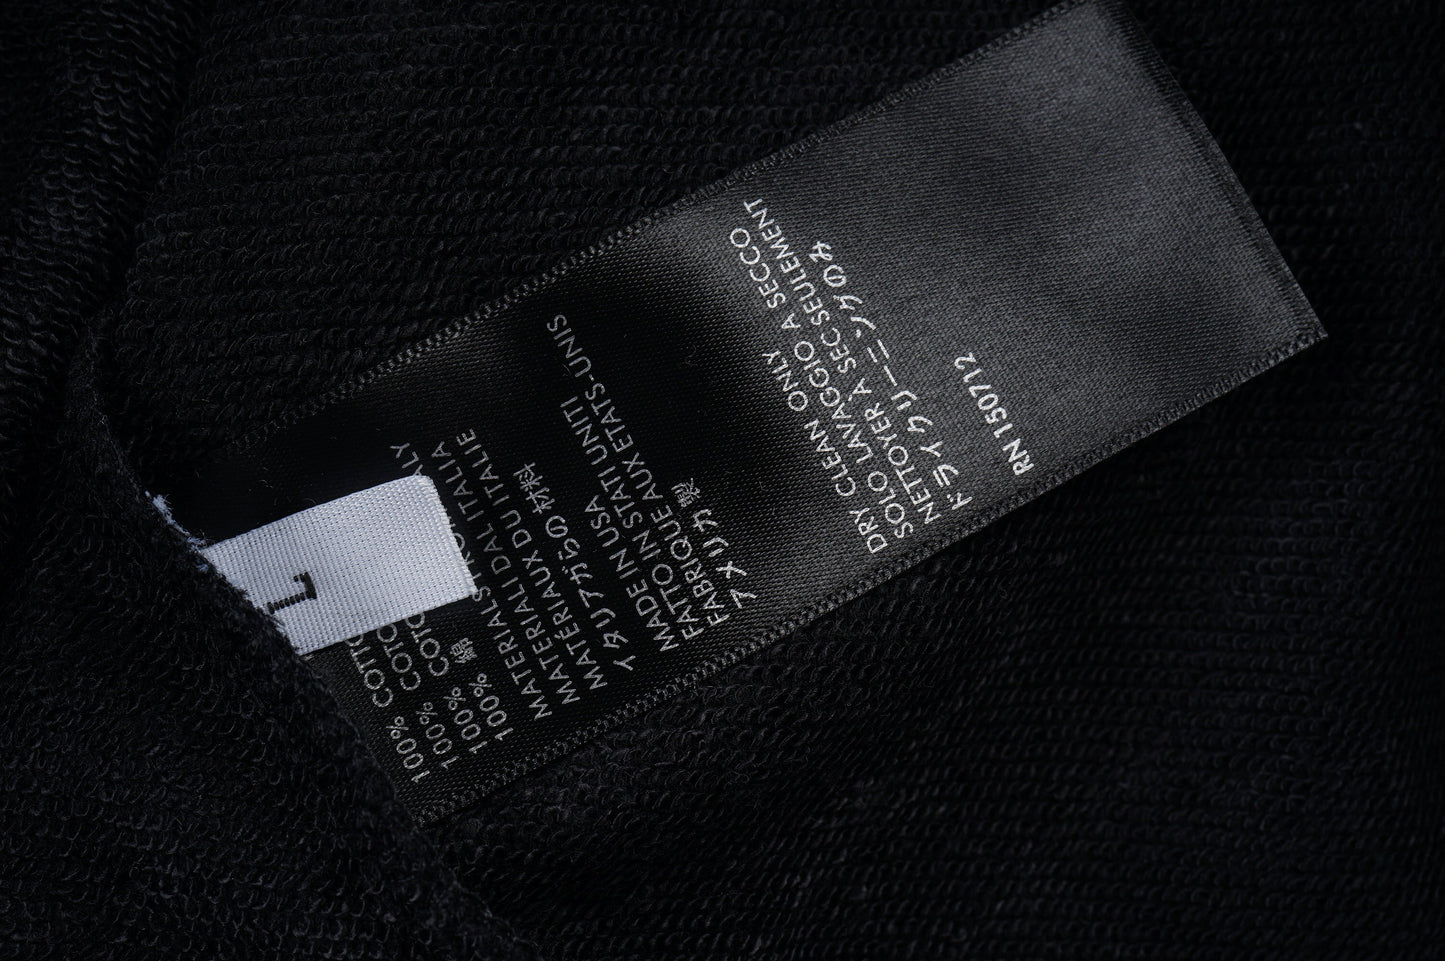 L
100% COTTO
100% COTO
100% COTO
100% 綿
MATERIALS FROM ITALY
MATERIALI DAL ITALIA
MATÉRIAUX DU ITALIE
イタリアからの材料
MADE IN USA
FATTO IN STATI UNITI
FABRIQUE AUX ETATS-UNIS
アメリカ製
DRY CLEAN ONLY
SOLO LAVAGGIO A SECCO
NETTOYER À SEC SEULEMENT
ドライクリーニングのみ
RN 150712